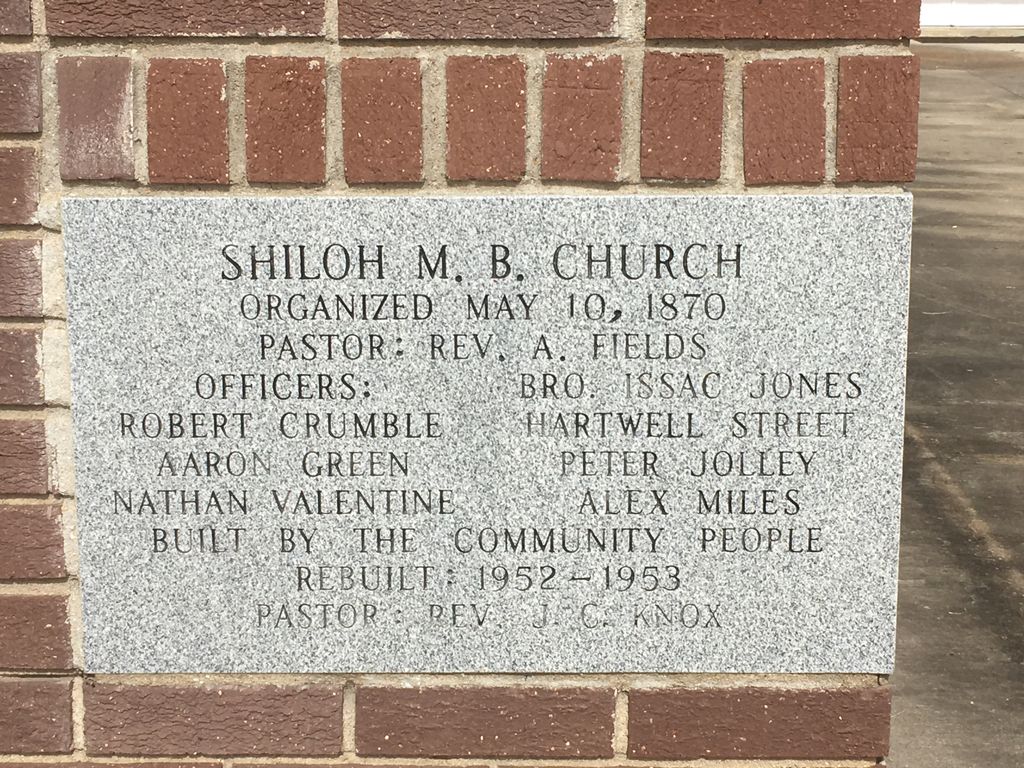 SHILOH M. B. CHURCH
ORGANIZED MAY 10, 1870
PASTOR: REV. A. FIELDS
OFFICERS: BRO. ISSAC JONES
ROBERT CRUMBLE HARTWELL STREET
AARON GREEN PETER JOLLEY
NATHAN VALENTINE ALEX MILES
BUILT BY THE COMMUNITY PEOPLE
REBUILT: 1952-1953
PASTOR: REV. J. C. KNOX